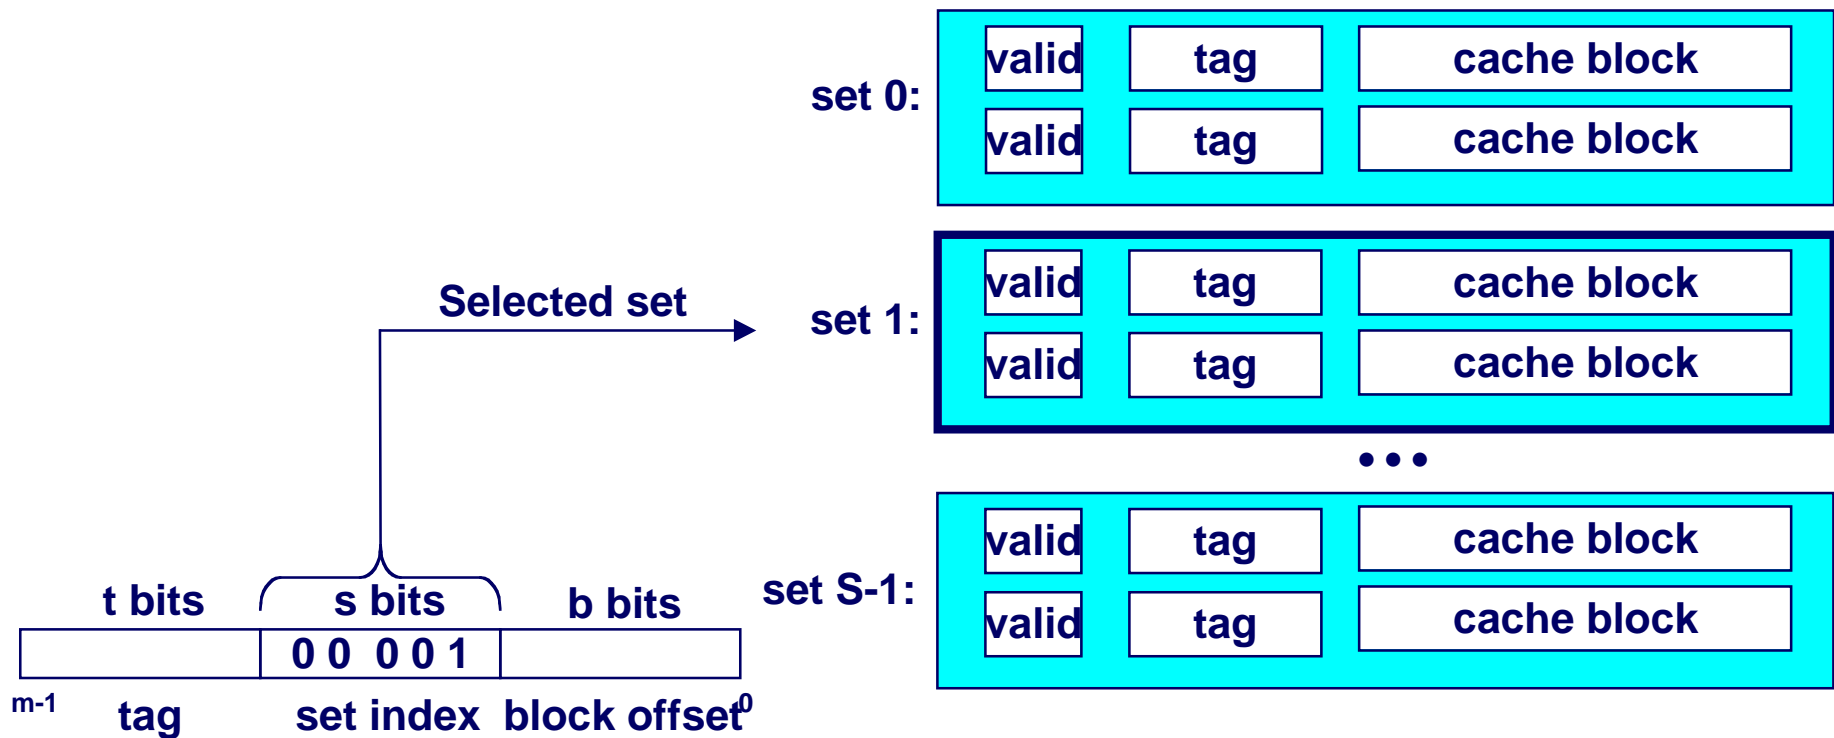 valid tag cache block
set 0:
valid tag cache block
valid tag cache block
Selected set
set 1:
valid tag cache block
•••
valid tag cache block
set S-1:
valid tag cache block
t bits s bits b bits
0 0 0 0 1
m-1 0
tag set index block offset